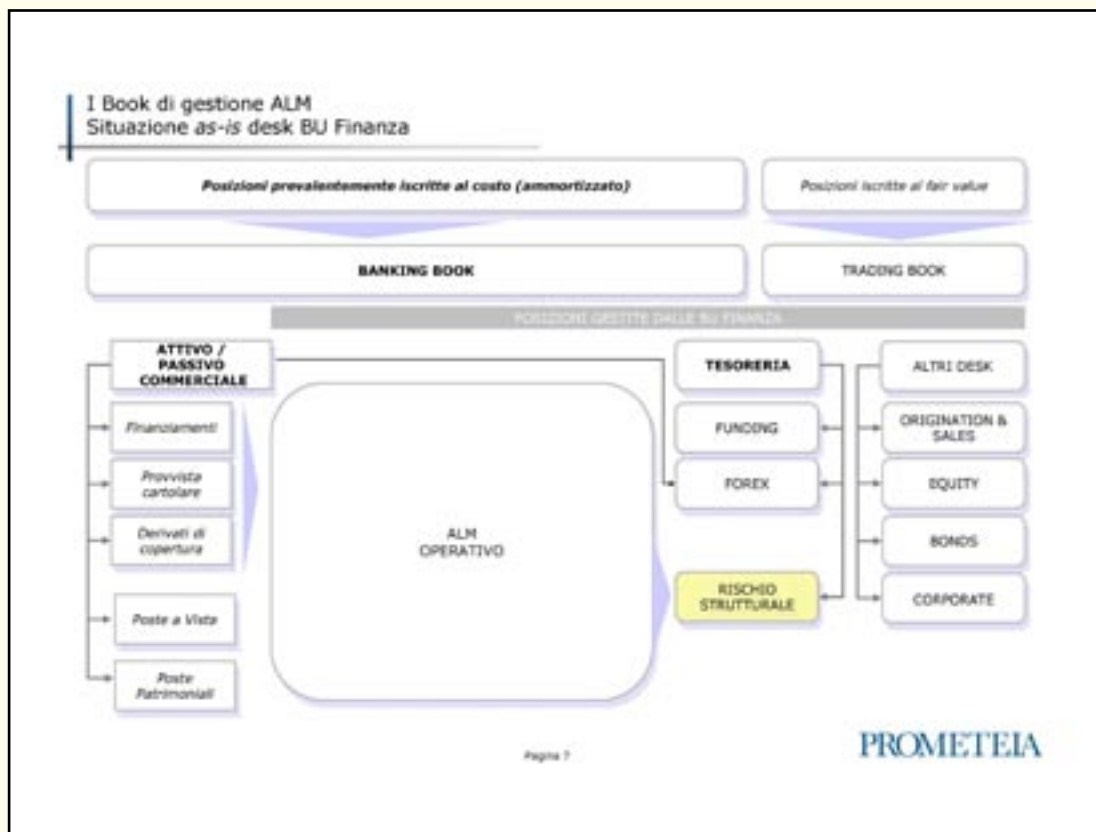 I Book di gestione ALM
Situazione as-is desk BU Finanza
Posizioni prevalentemente iscritte al costo (ammortizzato)
Posizioni iscritte al fair value
BANKING BOOK
TRADING BOOK
POSIZIONI GESTITE DALLE BU FINANZA
ATTIVO /
PASSIVO
COMMERCIALE
Finanziamenti
Provvista
cartolare
Derivati di
copertura
Poste a Vista
Poste
Patrimoniali
ALM
OPERATIVO
TESORERIA
FUNDING
FOREX
RISCHIO
STRUTTURALE
ALTRI DESK
ORIGINATION &
SALES
EQUITY
BONDS
CORPORATE
Pagina 7
PROMETEIA